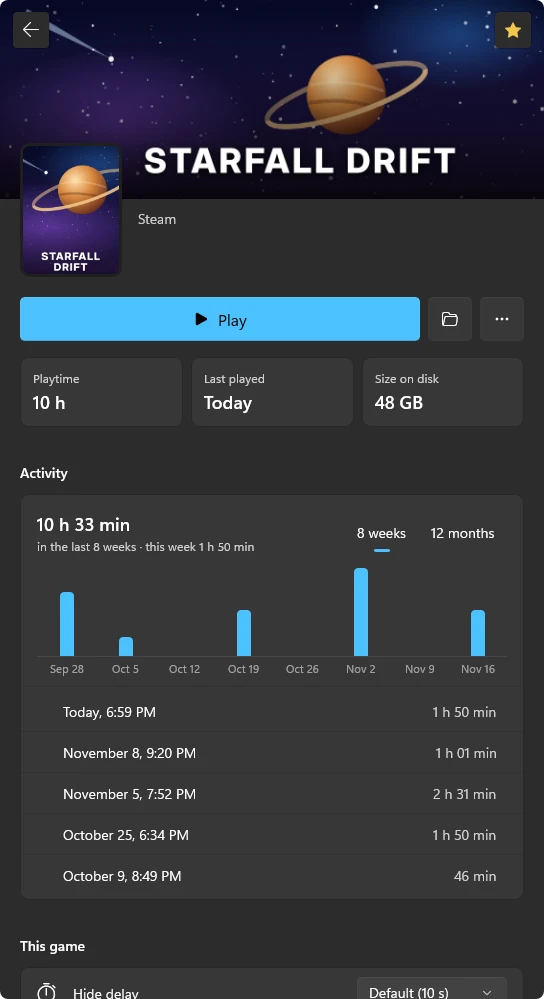 STARFALL DRIFT
STARFALL
DRIFT
Steam
Play
Playtime
10 h
Last played
Today
Size on disk
48 GB
Activity
10 h 33 min
in the last 8 weeks · this week 1 h 50 min
8 weeks
12 months
Sep 28
Oct 5
Oct 12
Oct 19
Oct 26
Nov 2
Nov 9
Nov 16
Today, 6:59 PM
1 h 50 min
November 8, 9:20 PM
1 h 01 min
November 5, 7:52 PM
2 h 31 min
October 25, 6:34 PM
1 h 50 min
October 9, 8:49 PM
46 min
This game
Hide delay
Default (10 s)